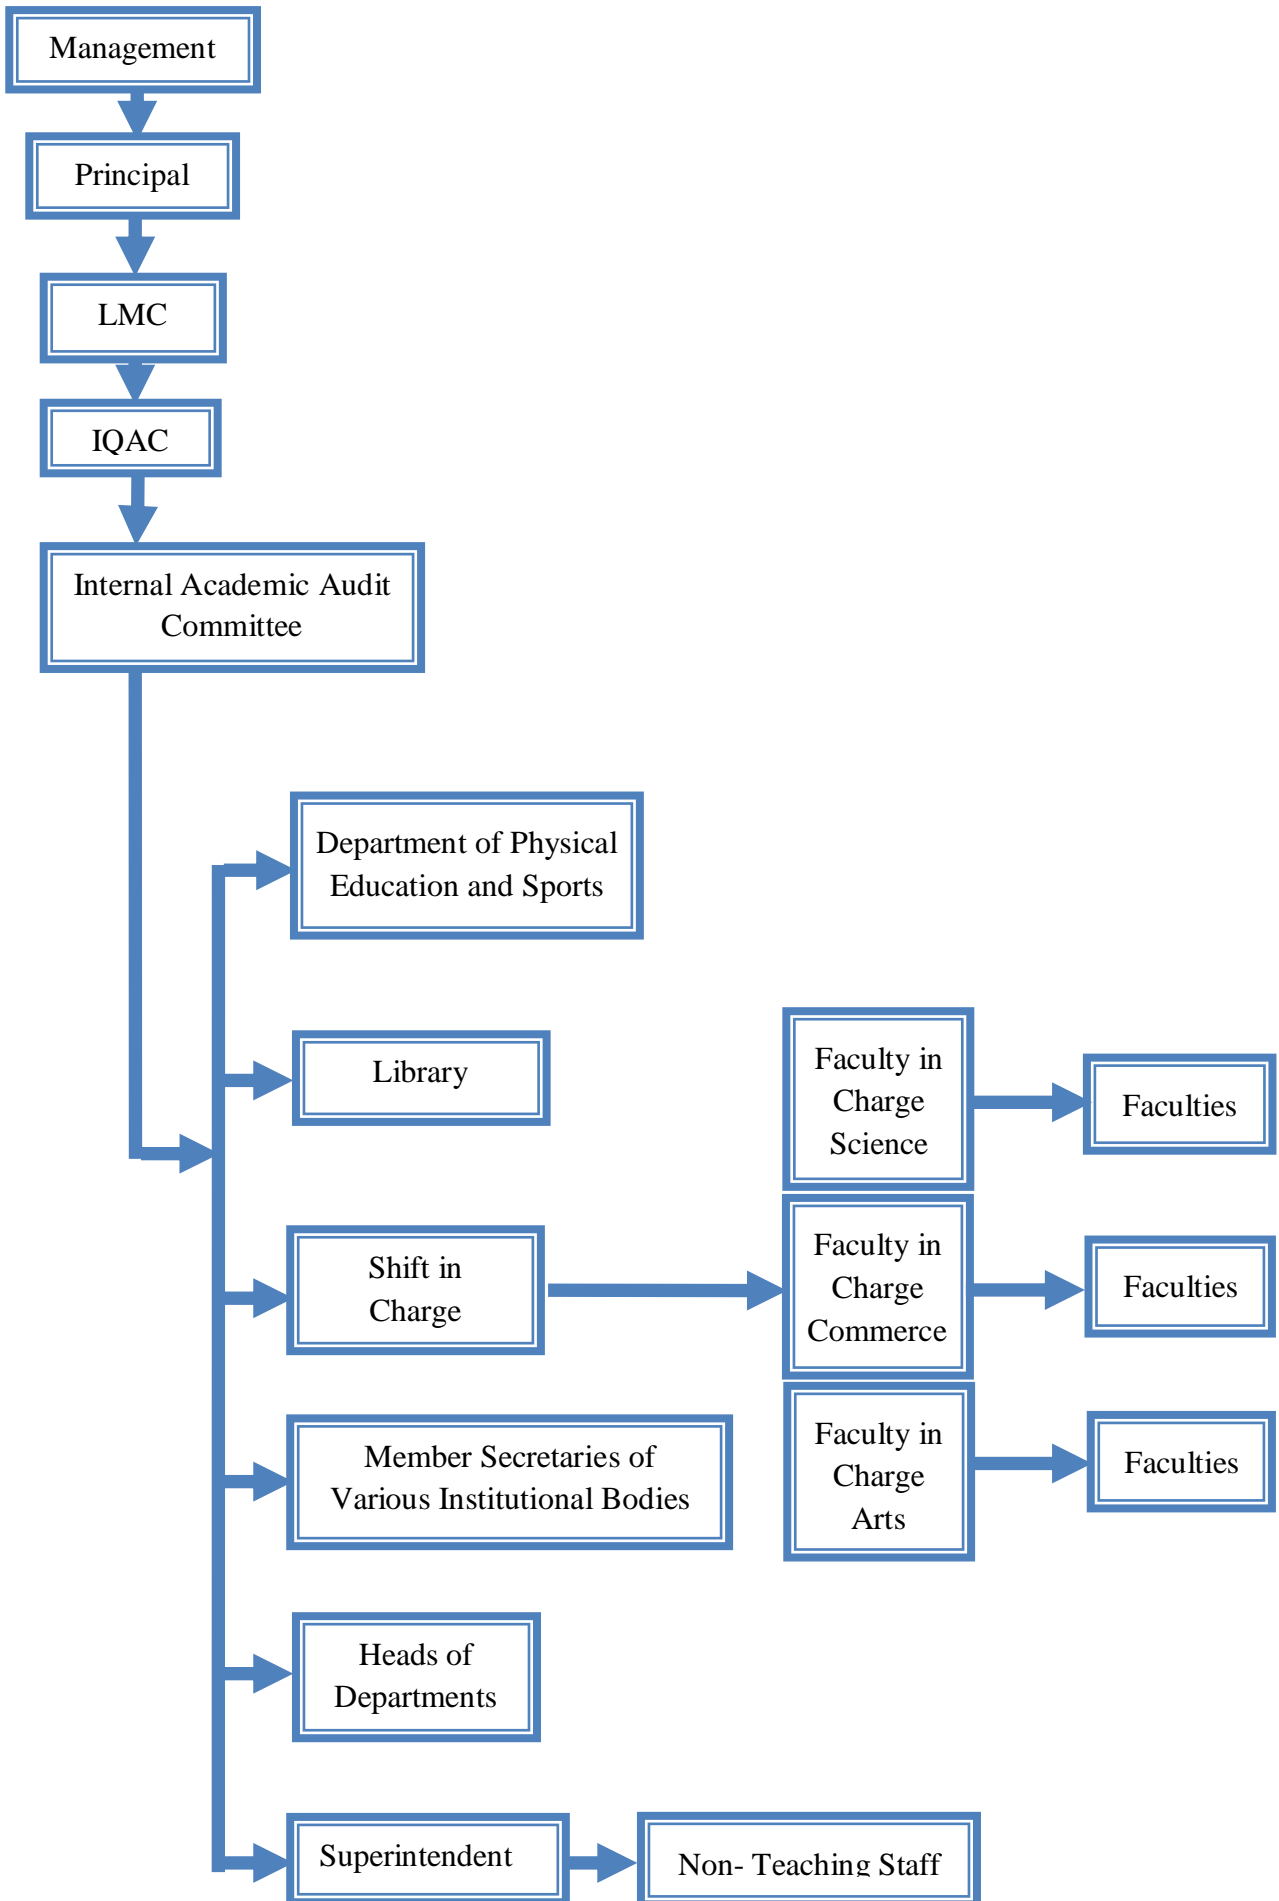 Management
Principal
LMC
IQAC
Internal Academic Audit
Committee
Department of Physical
Education and Sports
Library
Shift in
Charge
Faculty in
Charge
Science
Faculties
Faculty in
Charge
Commerce
Faculties
Faculty in
Charge
Arts
Faculties
Member Secretaries of
Various Institutional Bodies
Heads of
Departments
Superintendent
Non- Teaching Staff